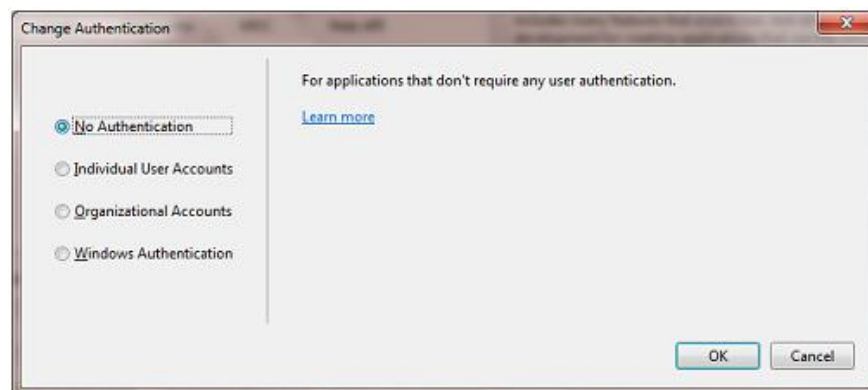 Change Authentication
For applications that don't require any user authentication.
Learn more
No Authentication
Individual User Accounts
Organizational Accounts
Windows Authentication
OK
Cancel